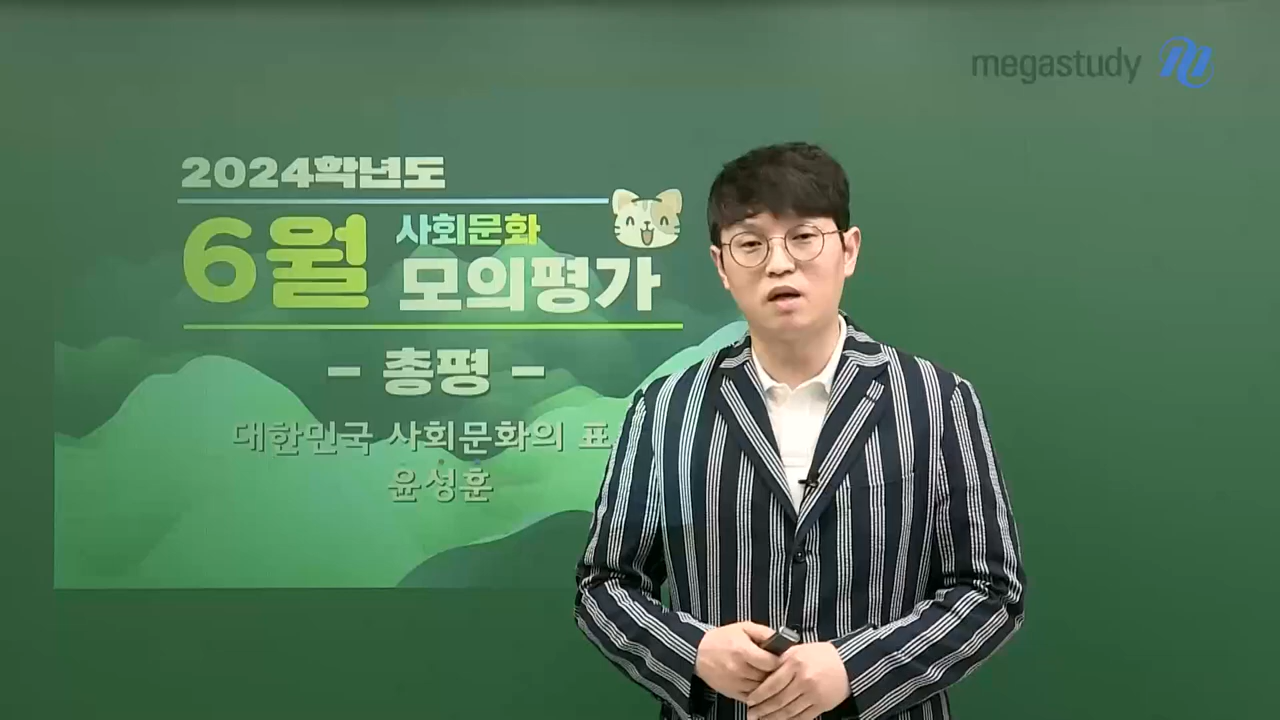 megastudy
2024학년도
6월 사회문화
모의평가
- 총평 -
대한민국 사회문화의
윤성훈